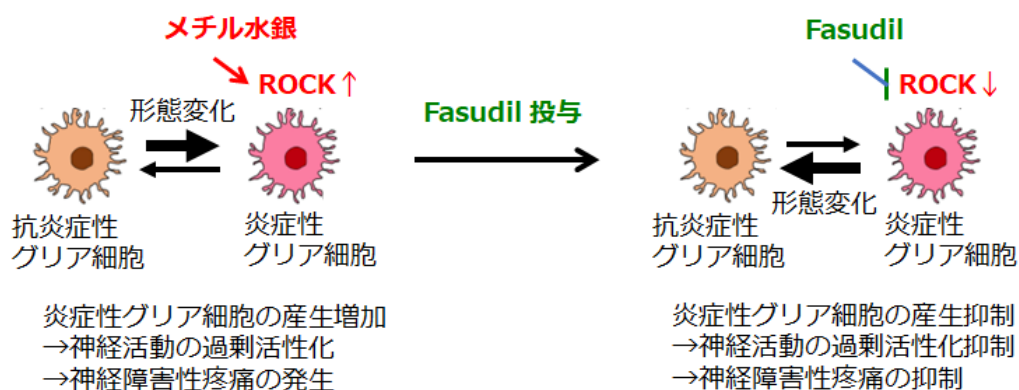 メチル水銀
ROCK↑
形態変化
抗炎症性
グリア細胞
炎症性
グリア細胞
炎症性グリア細胞の産生増加
→神経活動の過剰活性化
→神経障害性疼痛の発生
Fasudil 投与
Fasudil
ROCK↓
形態変化
抗炎症性
グリア細胞
炎症性
グリア細胞
炎症性グリア細胞の産生抑制
→神経活動の過剰活性化抑制
→神経障害性疼痛の抑制